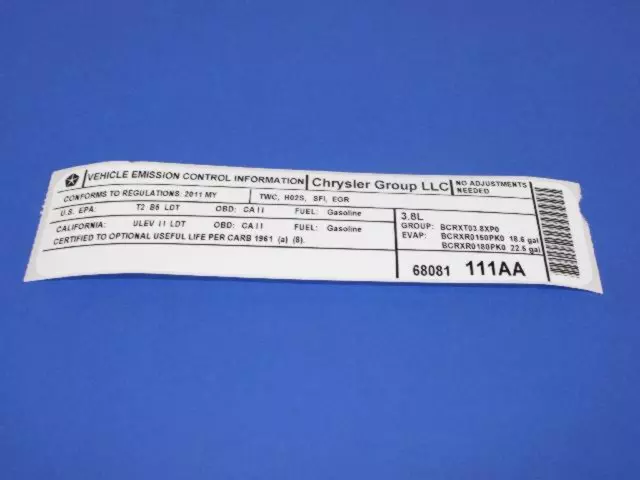 VEHICLE EMISSION CONTROL INFORMATION Chrysler Group LLC NO ADJUSTMENTS NEEDED
CONFORMS TO REGULATIONS 2011 MY TWC, H02S, SFI, EGR
U.S. EPA: T2 B5 LDT OBD: CA II FUEL: Gasoline
CALIFORNIA: ULEV II LDT OBD: CA II FUEL: Gasoline
CERTIFIED TO OPTIONAL USEFUL LIFE PER CARB 1961 (a) (8).
3.8L
GROUP: BCRXT03.8XP0
EVAP: BCRXR0150PK0 18.6 gal
BCRXR0180PK0 22.5 gal
68081 111AA